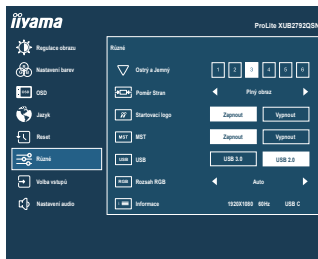 iiyama
ProLite XUB2792QSN
Regulace obrazu
Nastavení barev
OSD
Jazyk
Reset
Různé
Volba vstupů
Nastavení audio
Různé
Ostrý a Jemný 1 2 3 4 5 6
Poměr Stran Plný obraz
Startovací logo Zapnout Vypnout
MST MST Zapnout Vypnout
USB USB USB 3.0 USB 2.0
RGB Rozsah RGB Auto
Informace 1920X1080 60Hz USB C